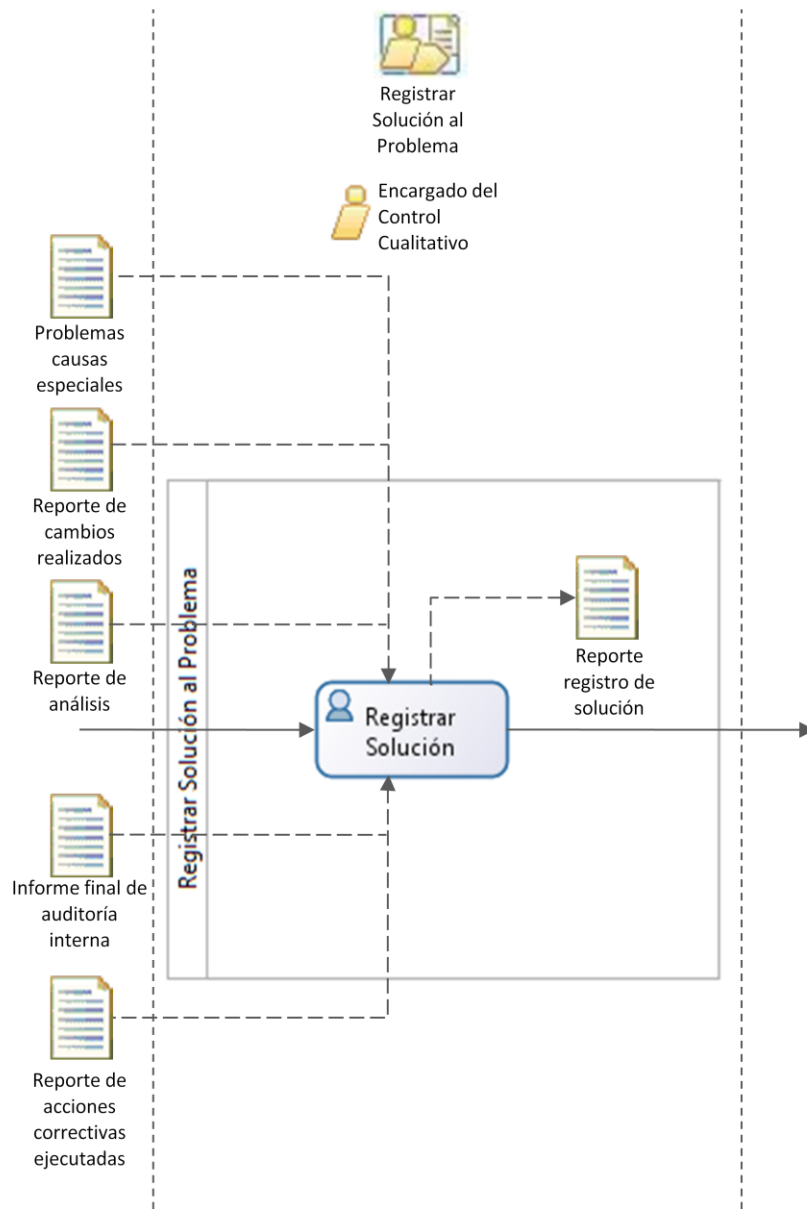 Registrar
Solución al
Problema
Encargado del
Control
Cualitativo
Problemas
causas
especiales
Reporte de
cambios
realizados
Reporte de
análisis
Registrar Solución al Problema
Registrar
Solución
Reporte
registro de
solución
Informe final de
auditoría
interna
Reporte de
acciones
correctivas
ejecutadas